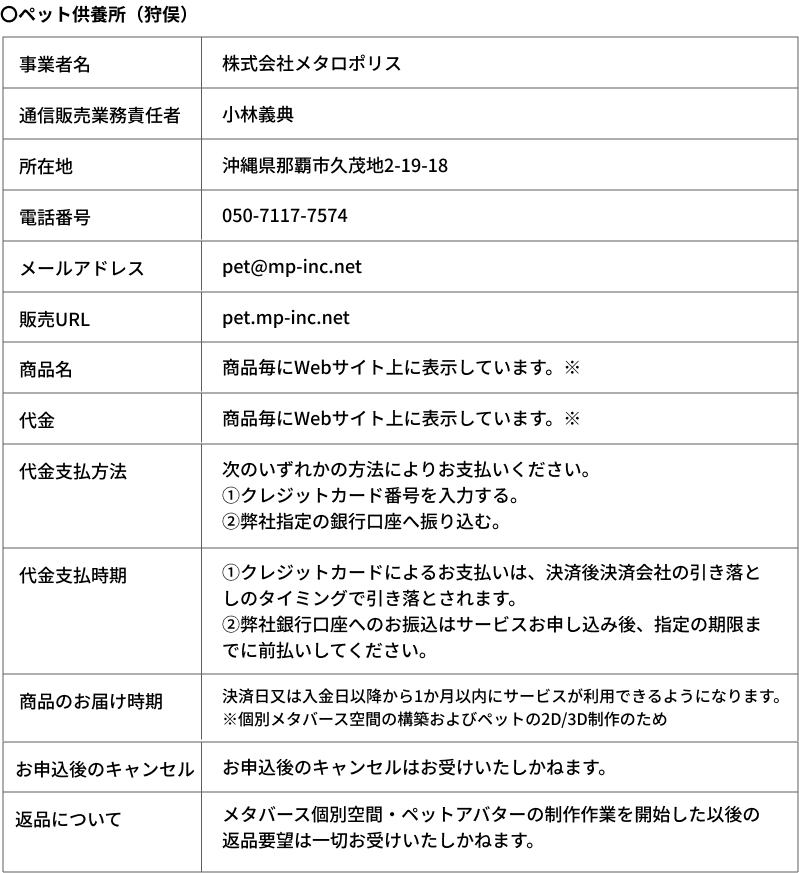 〇ペット供養所（狩俣）
事業者名
株式会社メタロポリス
通信販売業務責任者
小林義典
所在地
沖縄県那覇市久茂地2-19-18
電話番号
050-7117-7574
メールアドレス
pet@mp-inc.net
販売URL
pet.mp-inc.net
商品名
商品毎にWebサイト上に表示しています。※
代金
商品毎にWebサイト上に表示しています。※
代金支払方法
次のいずれかの方法によりお支払いください。
①クレジットカード番号を入力する。
②弊社指定の銀行口座へ振り込む。
代金支払時期
①クレジットカードによるお支払いは、決済後決済会社の引き落と
しのタイミングで引き落とされます。
②弊社銀行口座へのお振込はサービスお申し込み後、指定の期限ま
でに前払いしてください。
商品のお届け時期
決済日又は入金日以降から1か月以内にサービスが利用できるようになります。
※個別メタバース空間の構築およびペットの2D/3D制作のため
お申込後のキャンセル
お申込後のキャンセルはお受けいたしかねます。
返品について
メタバース個別空間・ペットアバターの制作作業を開始した以後の
返品要望は一切お受けいたしかねます。